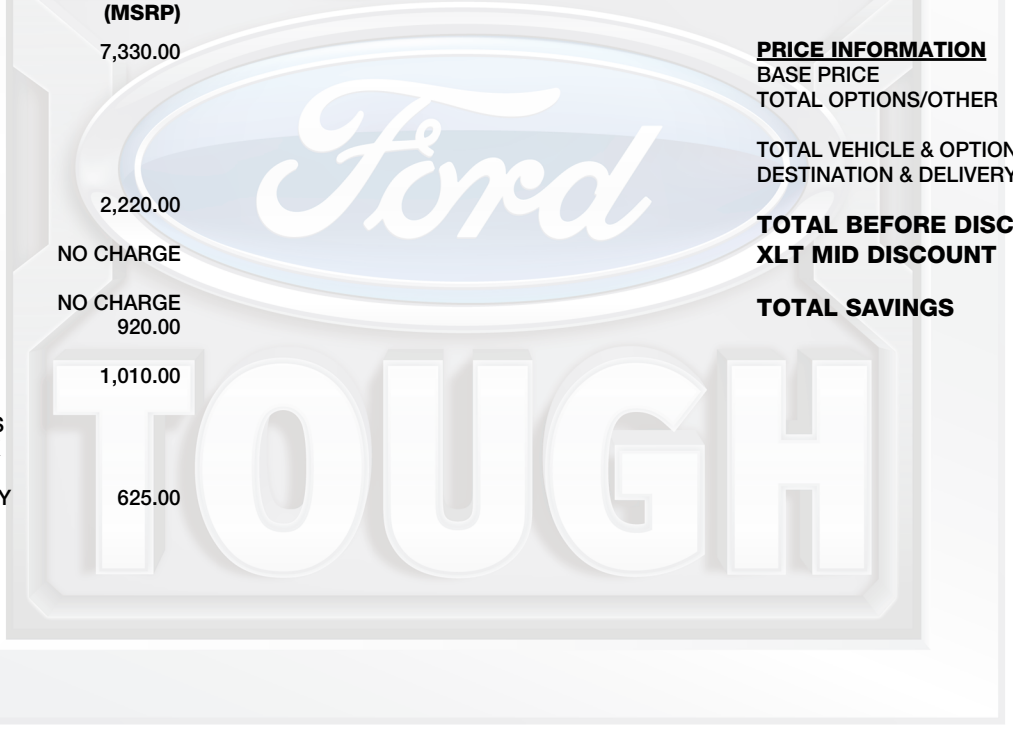 (MSRP)
7,330.00
2,220.00
NO CHARGE
NO CHARGE
920.00
1,010.00
S
Y
625.00
PRICE INFORMATION
BASE PRICE
TOTAL OPTIONS/OTHER
TOTAL VEHICLE & OPTION
DESTINATION & DELIVERY
TOTAL BEFORE DISC
XLT MID DISCOUNT
TOTAL SAVINGS
Ford
TOUGH